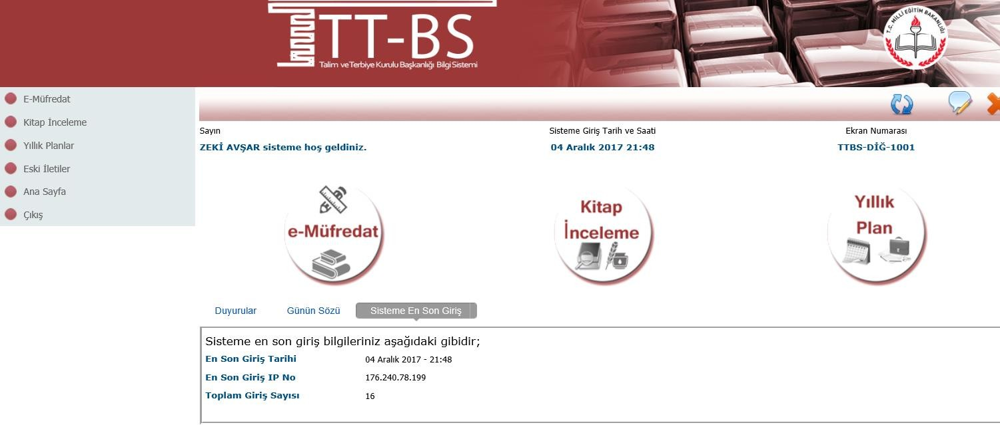 TT-BS
Talim ve Terbiye Kurulu Başkanlığı Bilgi Sistemi
T.C. MİLLİ EĞİTİM BAKANLIĞI
E-Müfredat
Kitap İnceleme
Yıllık Planlar
Eski İletiler
Ana Sayfa
Çıkış
Sayın
Sisteme Giriş Tarih ve Saati
Ekran Numarası
ZEKİ AVŞAR sisteme hoş geldiniz.
04 Aralık 2017 21:48
TTBS-DİĞ-1001
e-Müfredat
Kitap
İnceleme
Yıllık
Plan
Duyurular
Günün Sözü
Sisteme En Son Giriş
Sisteme en son giriş bilgileriniz aşağıdaki gibidir;
En Son Giriş Tarihi 04 Aralık 2017 - 21:48
En Son Giriş IP No 176.240.78.199
Toplam Giriş Sayısı 16